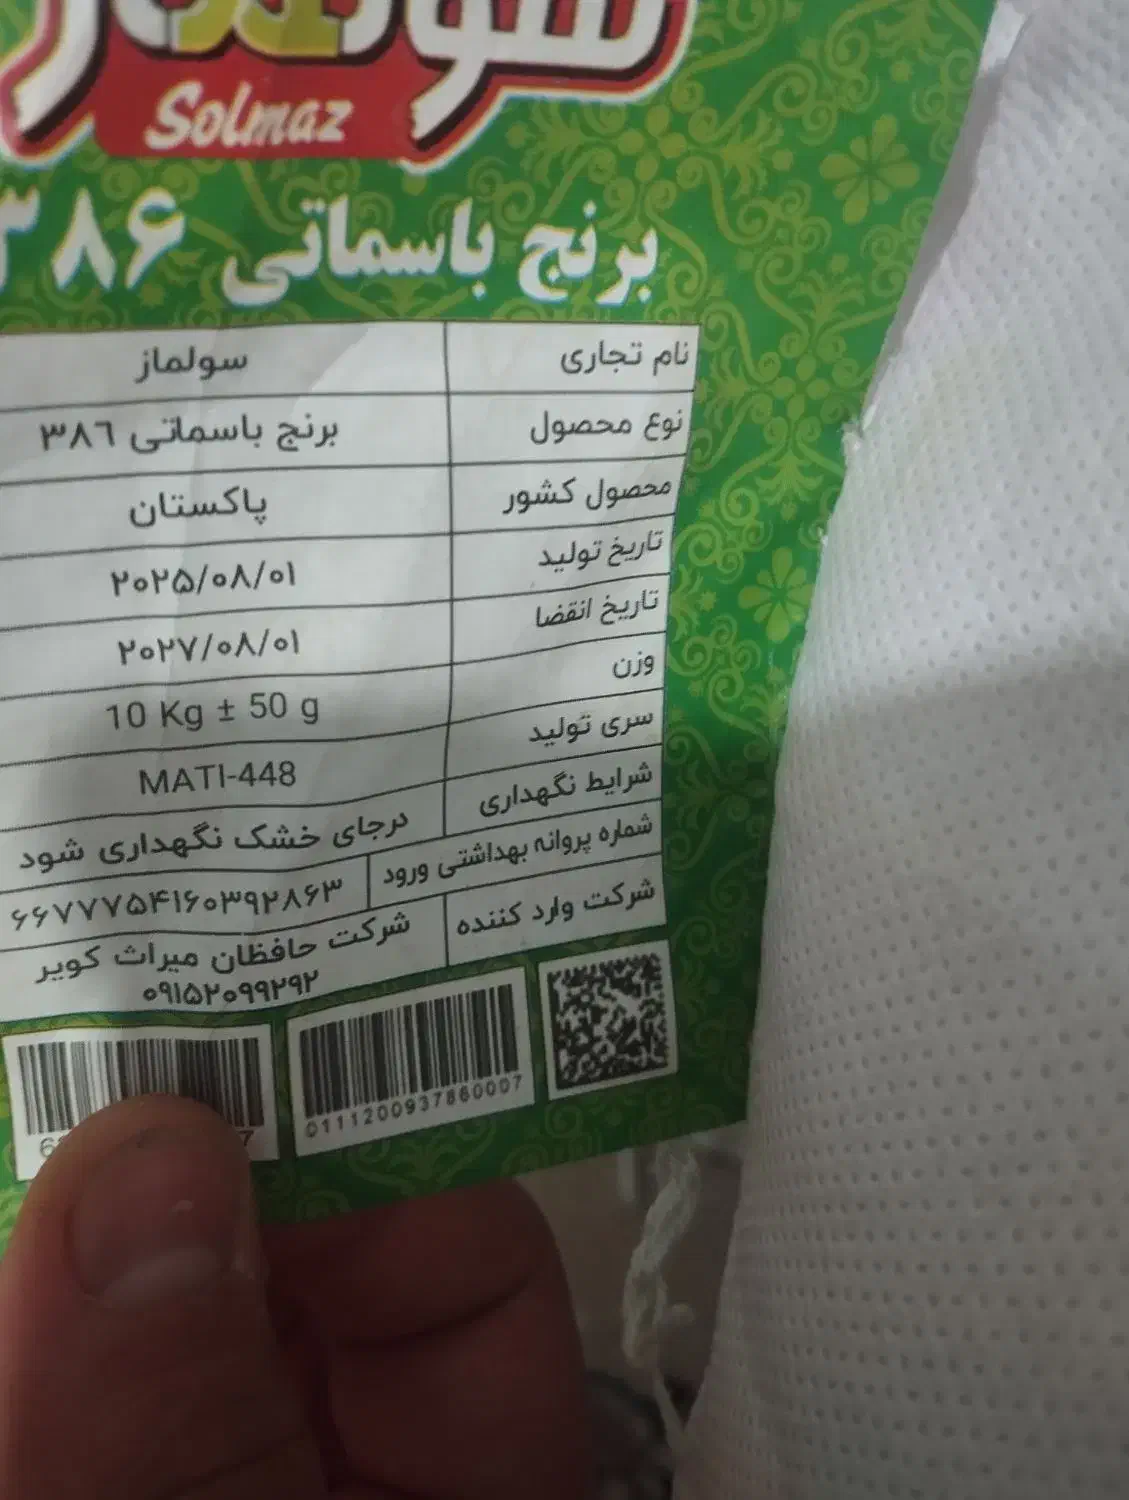 Solmaz
برنج باسماتی ۳۸۶
نام تجاری سولماز
نوع محصول برنج باسماتی ۳۸٦
محصول کشور پاکستان
تاریخ تولید ۲۰۲۵/۰۸/۰۱
تاریخ انقضا ۲۰۲۷/۰۸/۰۱
وزن 10 Kg ± 50 g
سری تولید MATI-448
شرایط نگهداری درجای خشک نگهداری شود
شماره پروانه بهداشتی ورود ۶۶۷۷۷۵۴۱۶۰۳۹۲۸۶۳
شرکت وارد کننده شرکت حافظان میراث کویر
۰۹۱۵۲۰۹۹۲۹۲
0111200937860007